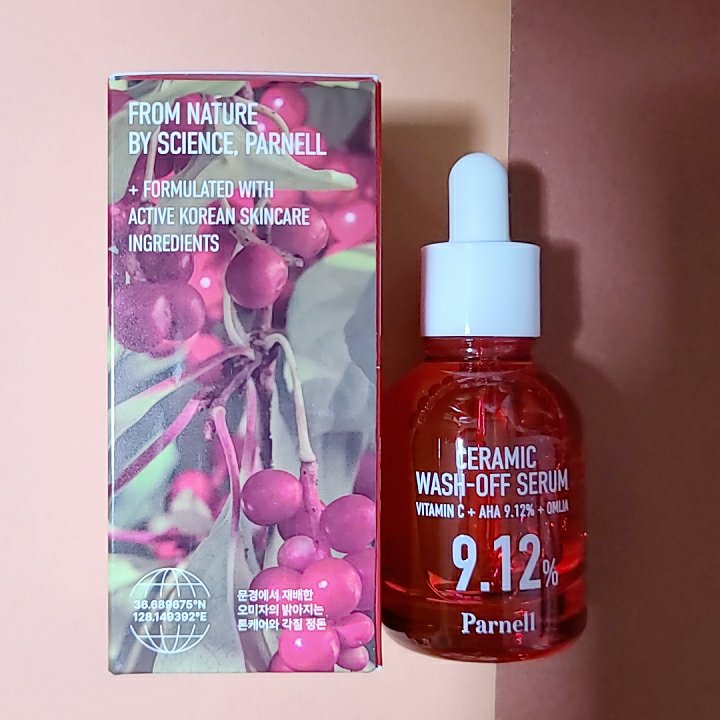 FROM NATURE
BY SCIENCE, PARNELL
+ FORMULATED WITH
ACTIVE KOREAN SKINCARE
INGREDIENTS
36.689675°N
128.149392°E
문경에서 재배한
오미자의 밝아지는
톤케어와 각질 정돈
CERAMIC
WASH-OFF SERUM
VITAMIN C + AHA 9.12% + OMIJA
9.12%
Parnell